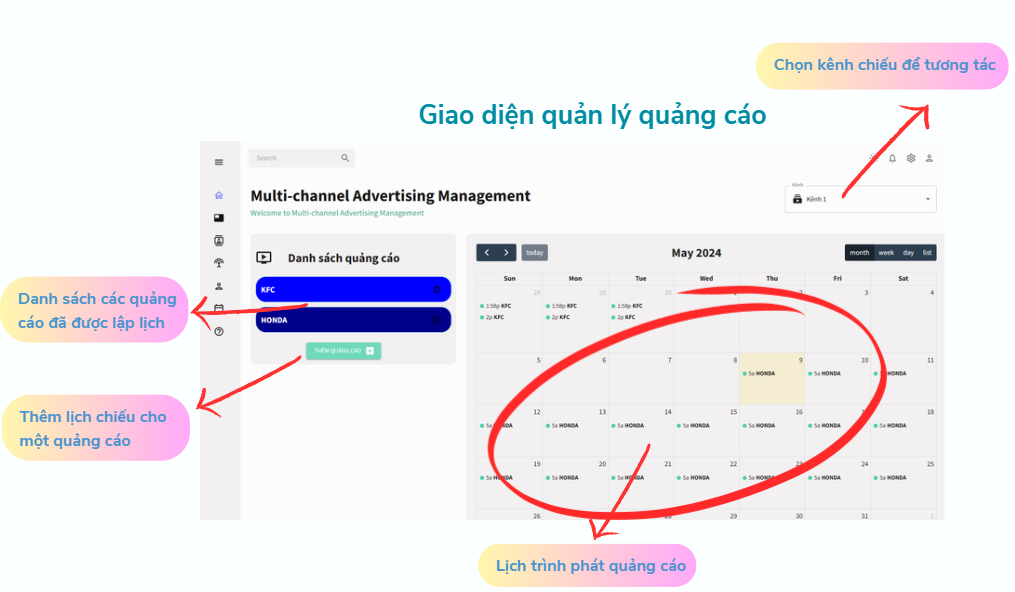 Chọn kênh chiếu để tương tác
Giao diện quản lý quảng cáo
Search
Multi-channel Advertising Management
Welcome to Multi-channel Advertising Management
Kênh
Kênh 1
Danh sách quảng cáo
KFC
HONDA
THÊM QUẢNG CÁO
Danh sách các quảng
cáo đã được lập lịch
Thêm lịch chiếu cho
một quảng cáo
today
May 2024
month week day list
Sun Mon Tue Wed Thu Fri Sat
28 29 30 1 2 3 4
1:58p KFC 1:58p KFC 1:58p KFC
2p KFC 2p KFC 2p KFC
5 6 7 8 9 10 11
5a HONDA 5a HONDA 5a HONDA
12 13 14 15 16 17 18
5a HONDA 5a HONDA 5a HONDA 5a HONDA 5a HONDA 5a HONDA 5a HONDA
19 20 21 22 23 24 25
5a HONDA 5a HONDA 5a HONDA 5a HONDA 5a HONDA 5a HONDA 5a HONDA
26 27 28 29 30 31 1
Lịch trình phát quảng cáo